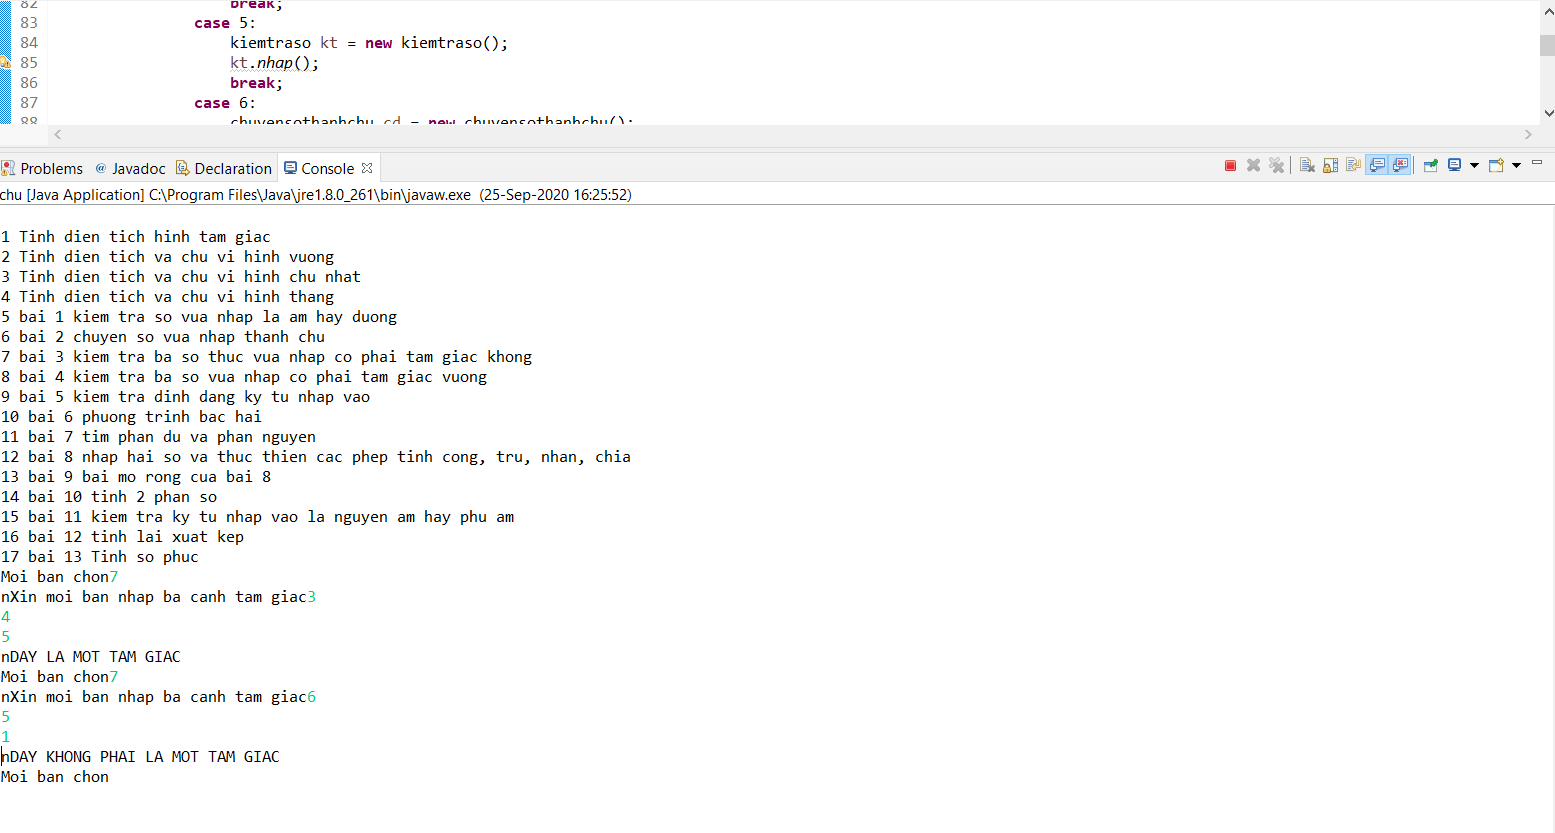 82 break;
83 case 5:
84 kiemtraso kt = new kiemtraso();
85 kt.nhap();
86 break;
87 case 6:
88 chuyensothanhchu cd = new chuyensothanhchu();
Problems @ Javadoc Declaration Console
chu [Java Application] C:\Program Files\Java\jre1.8.0_261\bin\javaw.exe (25-Sep-2020 16:25:52)
1 Tinh dien tich hinh tam giac
2 Tinh dien tich va chu vi hinh vuong
3 Tinh dien tich va chu vi hinh chu nhat
4 Tinh dien tich va chu vi hinh thang
5 bai 1 kiem tra so vua nhap la am hay duong
6 bai 2 chuyen so vua nhap thanh chu
7 bai 3 kiem tra ba so thuc vua nhap co phai tam giac khong
8 bai 4 kiem tra ba so vua nhap co phai tam giac vuong
9 bai 5 kiem tra dinh dang ky tu nhap vao
10 bai 6 phuong trinh bac hai
11 bai 7 tim phan du va phan nguyen
12 bai 8 nhap hai so va thuc thien cac phep tinh cong, tru, nhan, chia
13 bai 9 bai mo rong cua bai 8
14 bai 10 tinh 2 phan so
15 bai 11 kiem tra ky tu nhap vao la nguyen am hay phu am
16 bai 12 tinh lai xuat kep
17 bai 13 Tinh so phuc
Moi ban chon7
nXin moi ban nhap ba canh tam giac3
4
5
nDAY LA MOT TAM GIAC
Moi ban chon7
nXin moi ban nhap ba canh tam giac6
5
1
nDAY KHONG PHAI LA MOT TAM GIAC
Moi ban chon